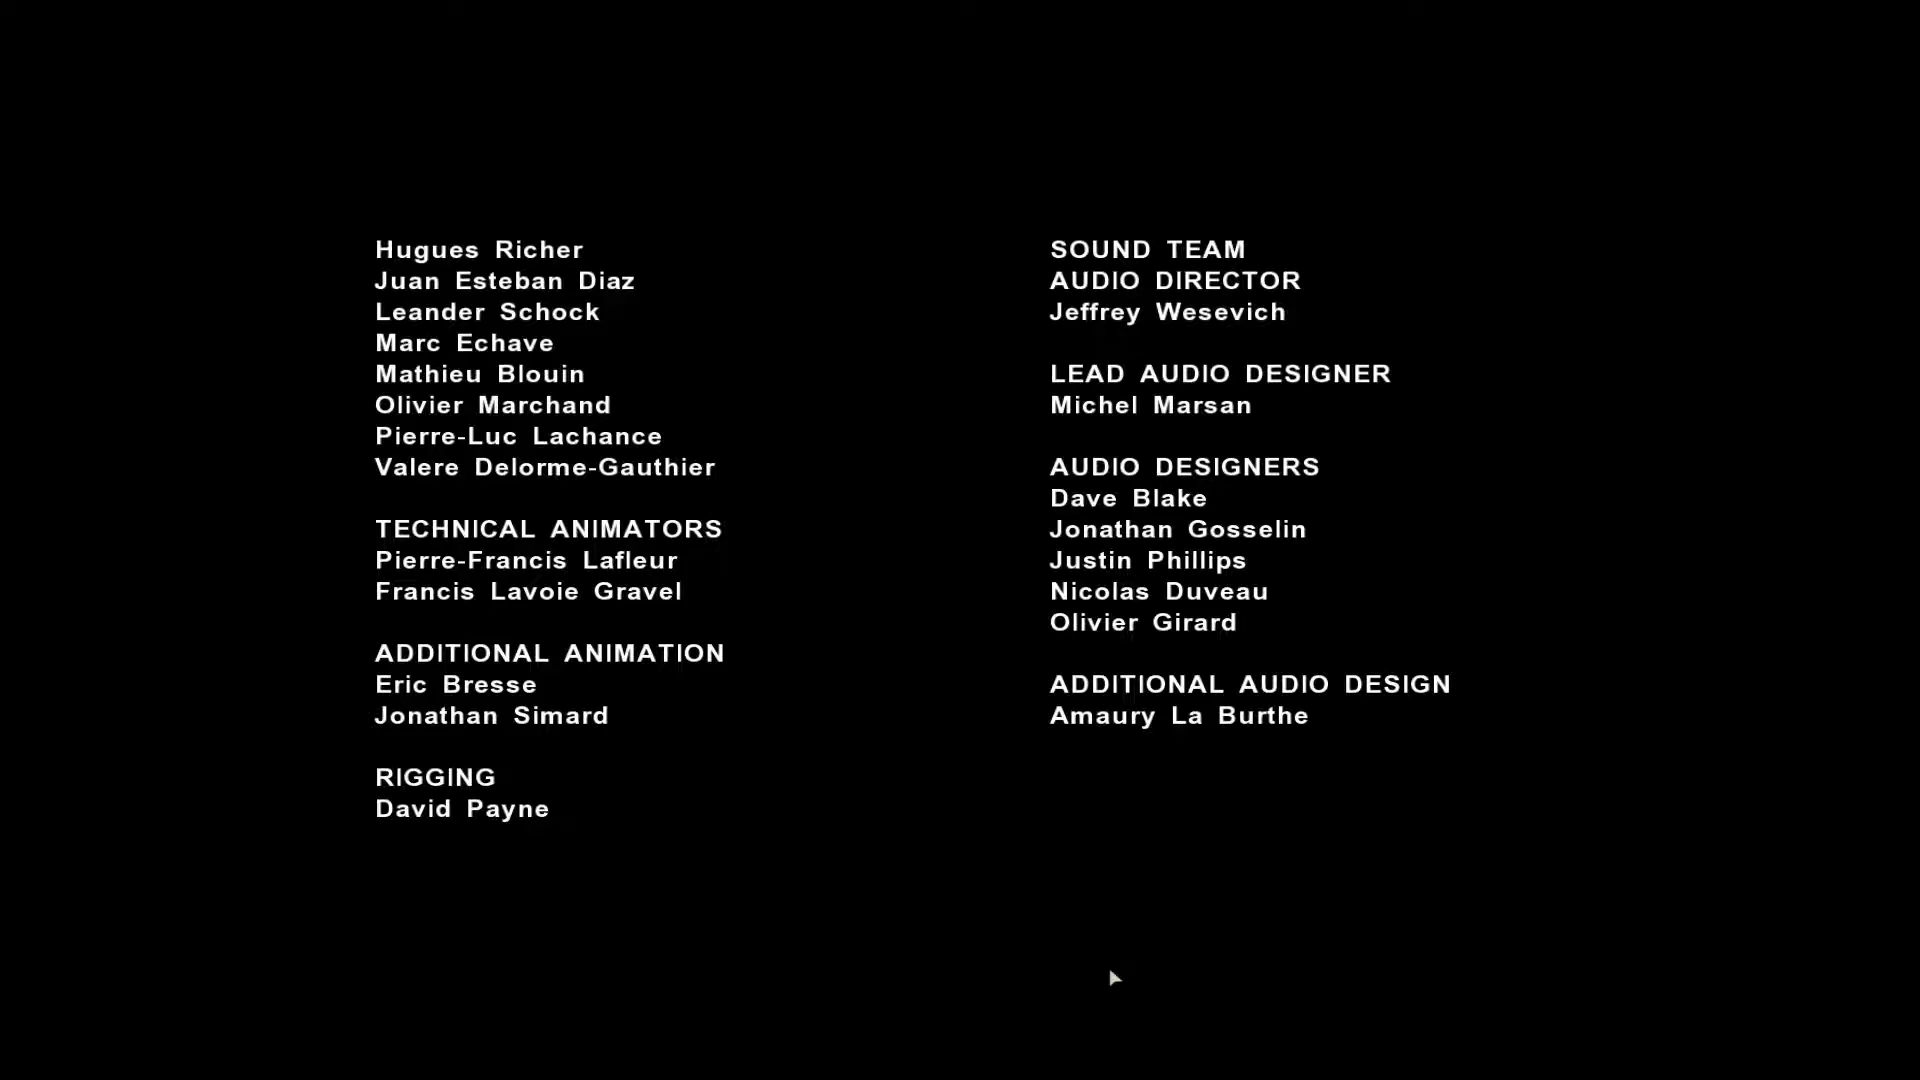 Hugues Richer
Juan Esteban Diaz
Leander Schock
Marc Echave
Mathieu Blouin
Olivier Marchand
Pierre-Luc Lachance
Valere Delorme-Gauthier
TECHNICAL ANIMATORS
Pierre-Francis Lafleur
Francis Lavoie Gravel
ADDITIONAL ANIMATION
Eric Bresse
Jonathan Simard
RIGGING
David Payne
SOUND TEAM
AUDIO DIRECTOR
Jeffrey Wesevich
LEAD AUDIO DESIGNER
Michel Marsan
AUDIO DESIGNERS
Dave Blake
Jonathan Gosselin
Justin Phillips
Nicolas Duveau
Olivier Girard
ADDITIONAL AUDIO DESIGN
Amaury La Burthe